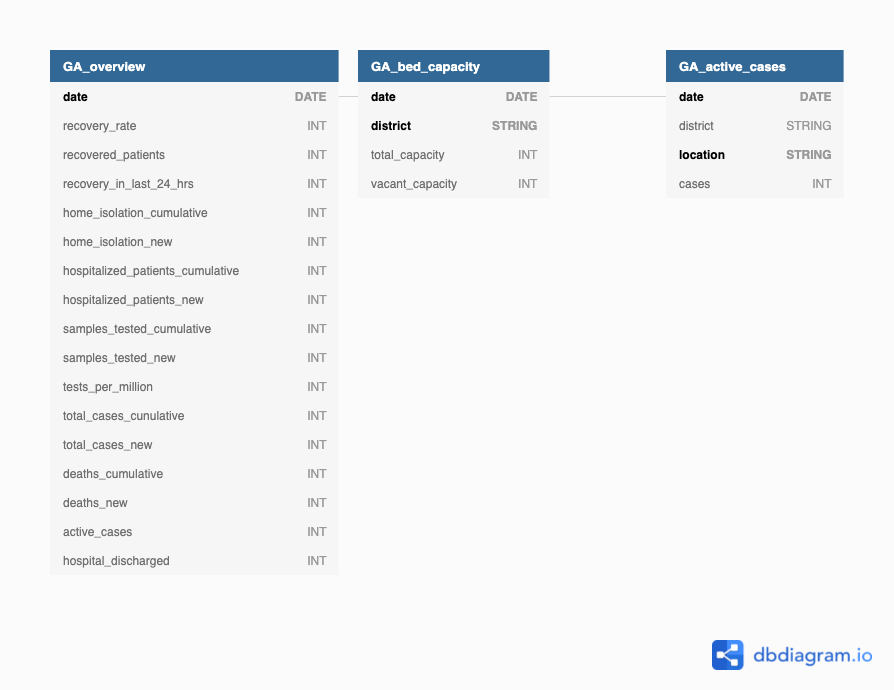 GA_overview
date DATE
recovery_rate INT
recovered_patients INT
recovery_in_last_24_hrs INT
home_isolation_cumulative INT
home_isolation_new INT
hospitalized_patients_cumulative INT
hospitalized_patients_new INT
samples_tested_cumulative INT
samples_tested_new INT
tests_per_million INT
total_cases_cunulative INT
total_cases_new INT
deaths_cumulative INT
deaths_new INT
active_cases INT
hospital_discharged INT
GA_bed_capacity
date DATE
district STRING
total_capacity INT
vacant_capacity INT
GA_active_cases
date DATE
district STRING
location STRING
cases INT
dbdiagram.io